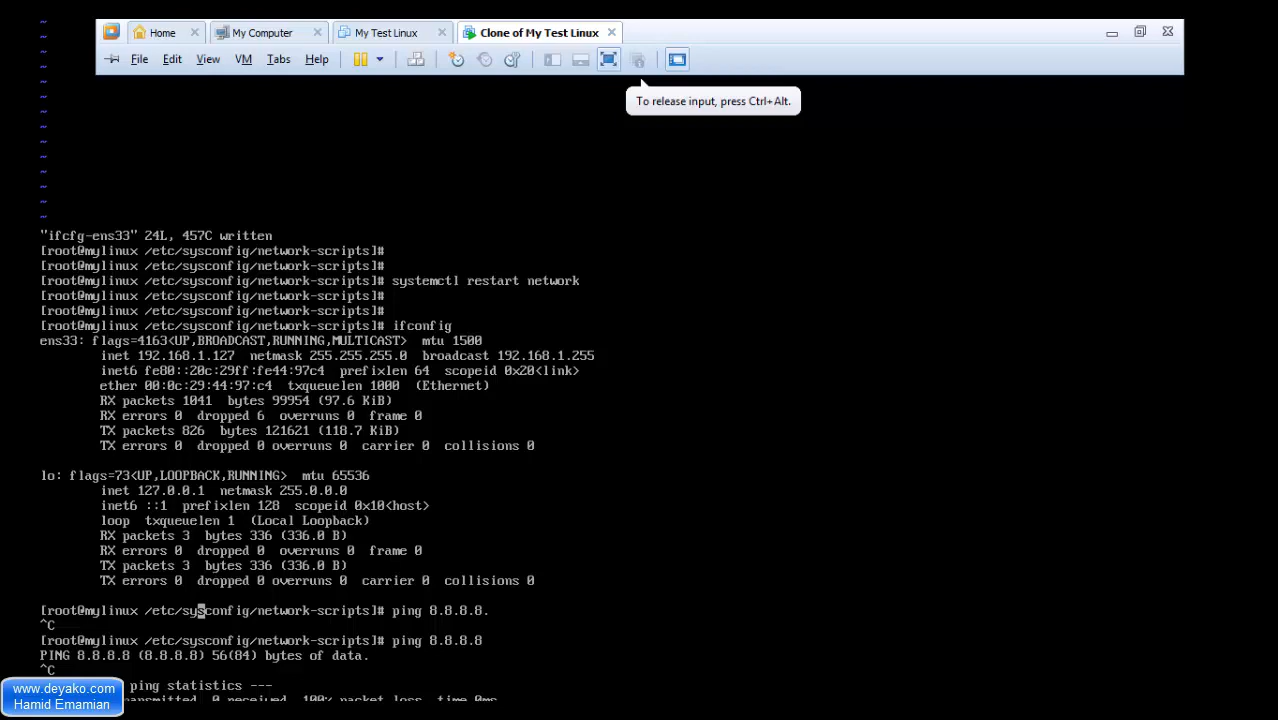 Home
My Computer
My Test Linux
Clone of My Test Linux
File Edit View VM Tabs Help
To release input, press Ctrl+Alt.
~
~
~
~
~
~
~
~
~
~
~
~
~
~
"ifcfg-ens33" 24L, 457C written
[root@mylinux /etc/sysconfig/network-scripts]#
[root@mylinux /etc/sysconfig/network-scripts]#
[root@mylinux /etc/sysconfig/network-scripts]# systemctl restart network
[root@mylinux /etc/sysconfig/network-scripts]#
[root@mylinux /etc/sysconfig/network-scripts]#
[root@mylinux /etc/sysconfig/network-scripts]# ifconfig
ens33: flags=4163<UP,BROADCAST,RUNNING,MULTICAST>  mtu 1500
inet 192.168.1.127  netmask 255.255.255.0  broadcast 192.168.1.255
inet6 fe80::20c:29ff:fe44:97c4  prefixlen 64  scopeid 0x20<link>
ether 00:0c:29:44:97:c4  txqueuelen 1000  (Ethernet)
RX packets 1041  bytes 99954 (97.6 KiB)
RX errors 0  dropped 6  overruns 0  frame 0
TX packets 826  bytes 121621 (118.7 KiB)
TX errors 0  dropped 0 overruns 0  carrier 0  collisions 0
lo: flags=73<UP,LOOPBACK,RUNNING>  mtu 65536
inet 127.0.0.1  netmask 255.0.0.0
inet6 ::1  prefixlen 128  scopeid 0x10<host>
loop  txqueuelen 1  (Local Loopback)
RX packets 3  bytes 336 (336.0 B)
RX errors 0  dropped 0  overruns 0  frame 0
TX packets 3  bytes 336 (336.0 B)
TX errors 0  dropped 0 overruns 0  carrier 0  collisions 0
[root@mylinux /etc/sysconfig/network-scripts]# ping 8.8.8.8.
^C
[root@mylinux /etc/sysconfig/network-scripts]# ping 8.8.8.8
PING 8.8.8.8 (8.8.8.8) 56(84) bytes of data.
^C
ping statistics ---
0 received, 100% packet loss, time 0ms
www.deyako.com
Hamid Emamian